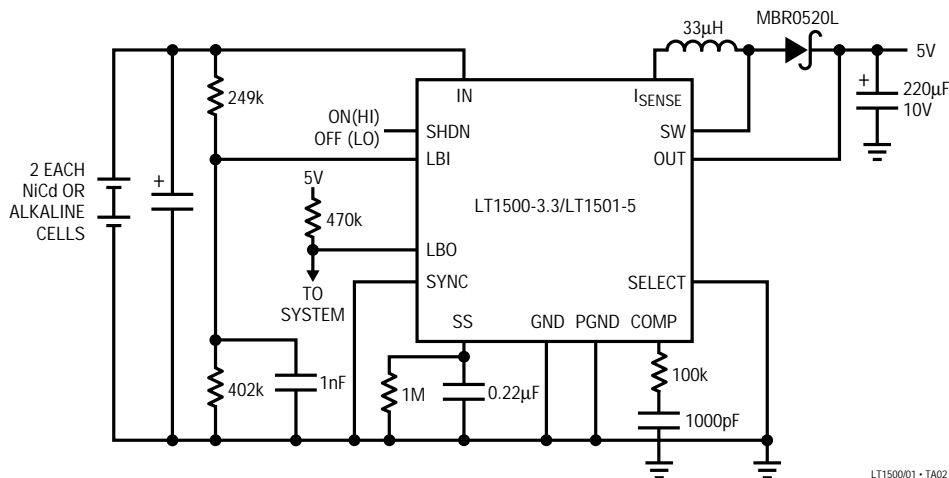 33µH
MBR0520L
5V
+
220µF
10V
249k
IN
I SENSE
ON(HI)
OFF (LO)
SHDN
SW
LBI
OUT
2 EACH
NiCd OR
ALKALINE
CELLS
+
5V
470k
LT1500-3.3/LT1501-5
LBO
SYNC
SELECT
TO
SYSTEM
SS
GND
PGND
COMP
402k
1nF
1M
0.22µF
100k
1000pF
LT1500/01 • TA02